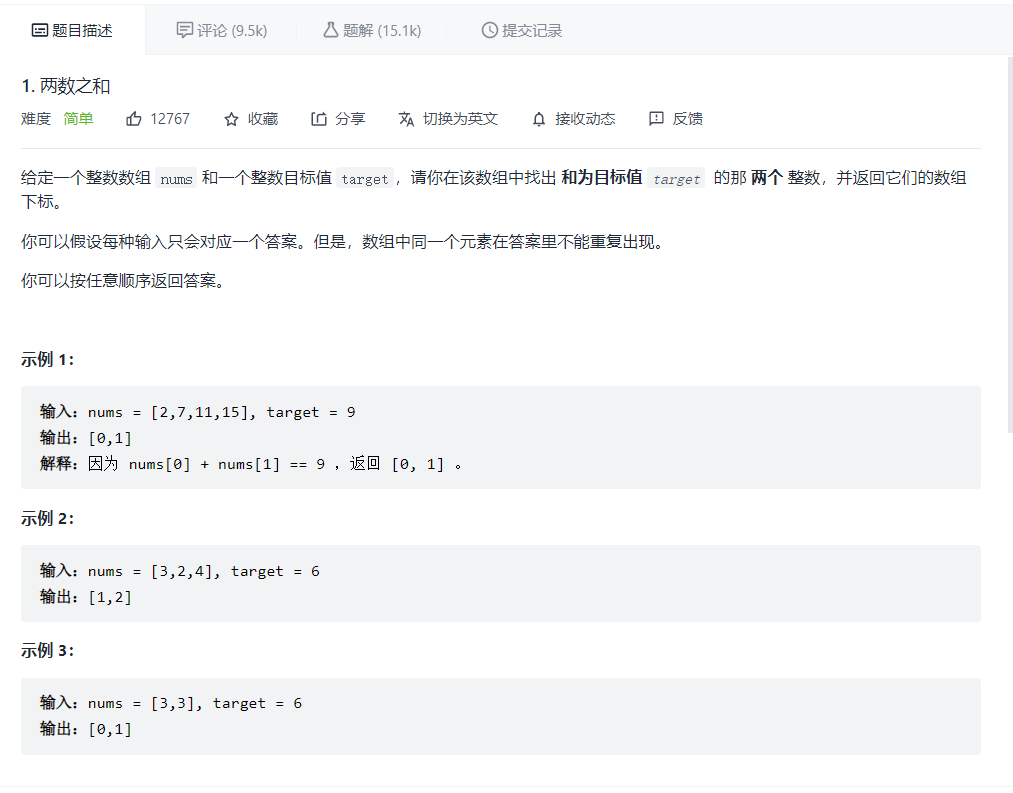 题目描述 评论 (9.5k) 题解 (15.1k) 提交记录
1. 两数之和
难度 简单 12767 收藏 分享 切换为英文 接收动态 反馈
给定一个整数数组 nums 和一个整数目标值 target，请你在该数组中找出 和为目标值 target 的那 两个 整数，并返回它们的数组
下标。
你可以假设每种输入只会对应一个答案。但是，数组中同一个元素在答案里不能重复出现。
你可以按任意顺序返回答案。
示例 1：
输入：nums = [2,7,11,15], target = 9
输出：[0,1]
解释：因为 nums[0] + nums[1] == 9 ，返回 [0, 1] 。
示例 2：
输入：nums = [3,2,4], target = 6
输出：[1,2]
示例 3：
输入：nums = [3,3], target = 6
输出：[0,1]